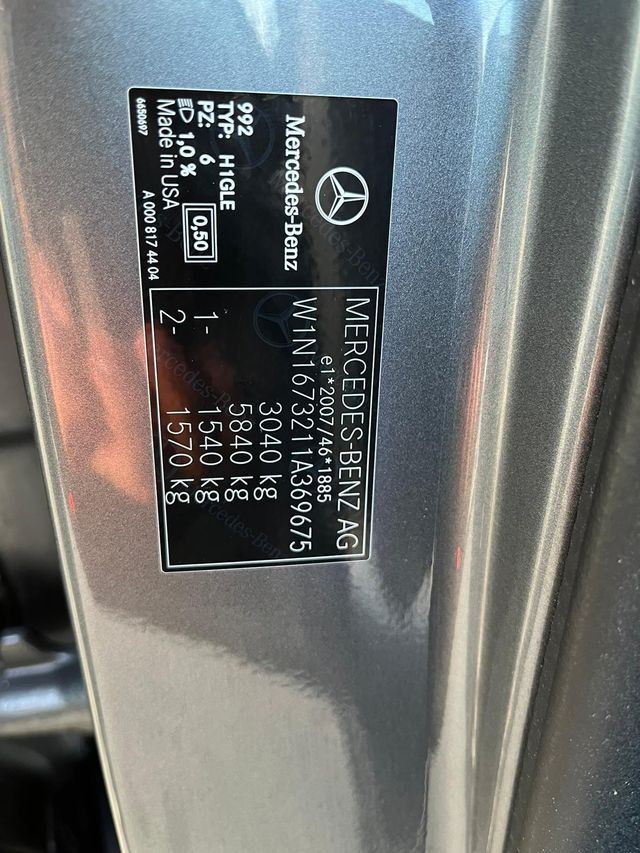 Mercedes-Benz
992
TYP: H1GLE
PZ: 6 0,50
1,0 %
Made in USA
6650697 A 000 817 44 04
MERCEDES-BENZ AG
e1*2007/46*1885
W1N1673211A369675
3040 kg
5840 kg
1- 1540 kg
2- 1570 kg